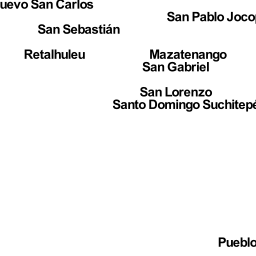 uevo San Carlos
San Pablo Jocop
San Sebastián
Retalhuleu
Mazatenango
San Gabriel
San Lorenzo
Santo Domingo Suchitepé
Pueblo